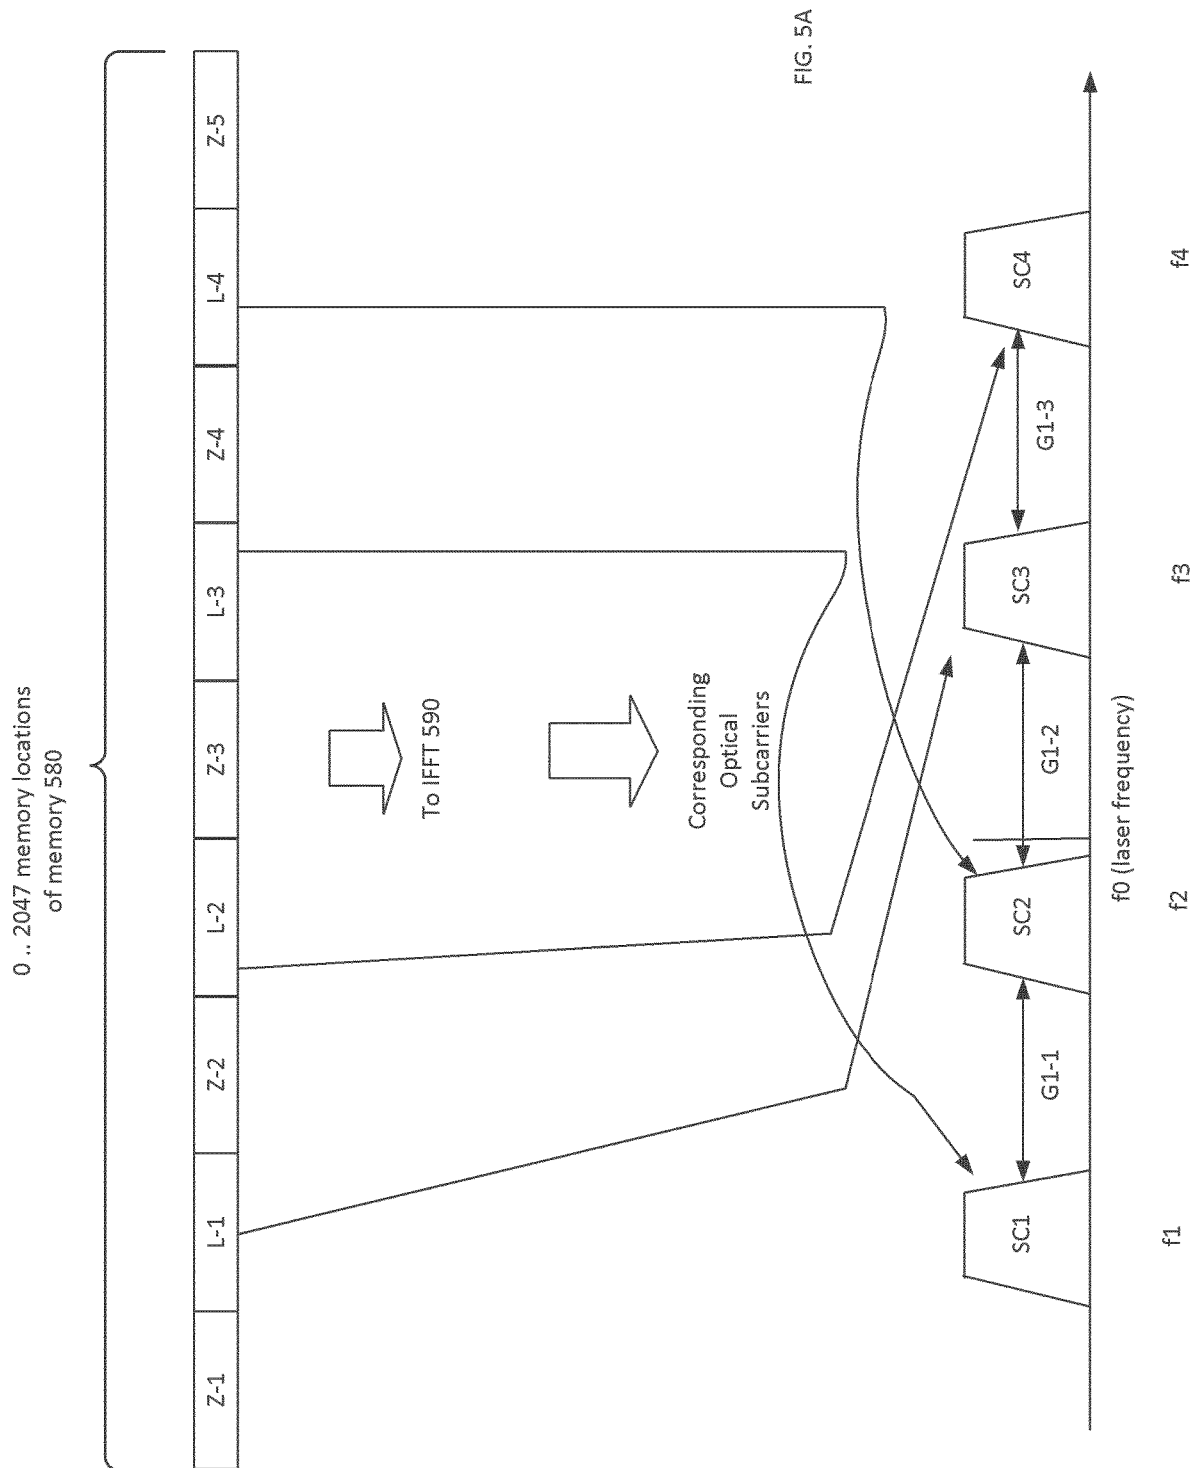 0 .. 2047 memory locations
of memory 580
Z-1
L-1
Z-2
L-2
Z-3
L-3
Z-4
L-4
Z-5
To IFFT 590
Corresponding
Optical
Subcarriers
FIG. 5A
SC1
SC2
SC3
SC4
G1-1
G1-2
G1-3
f0 (laser frequency)
f1
f2
f3
f4